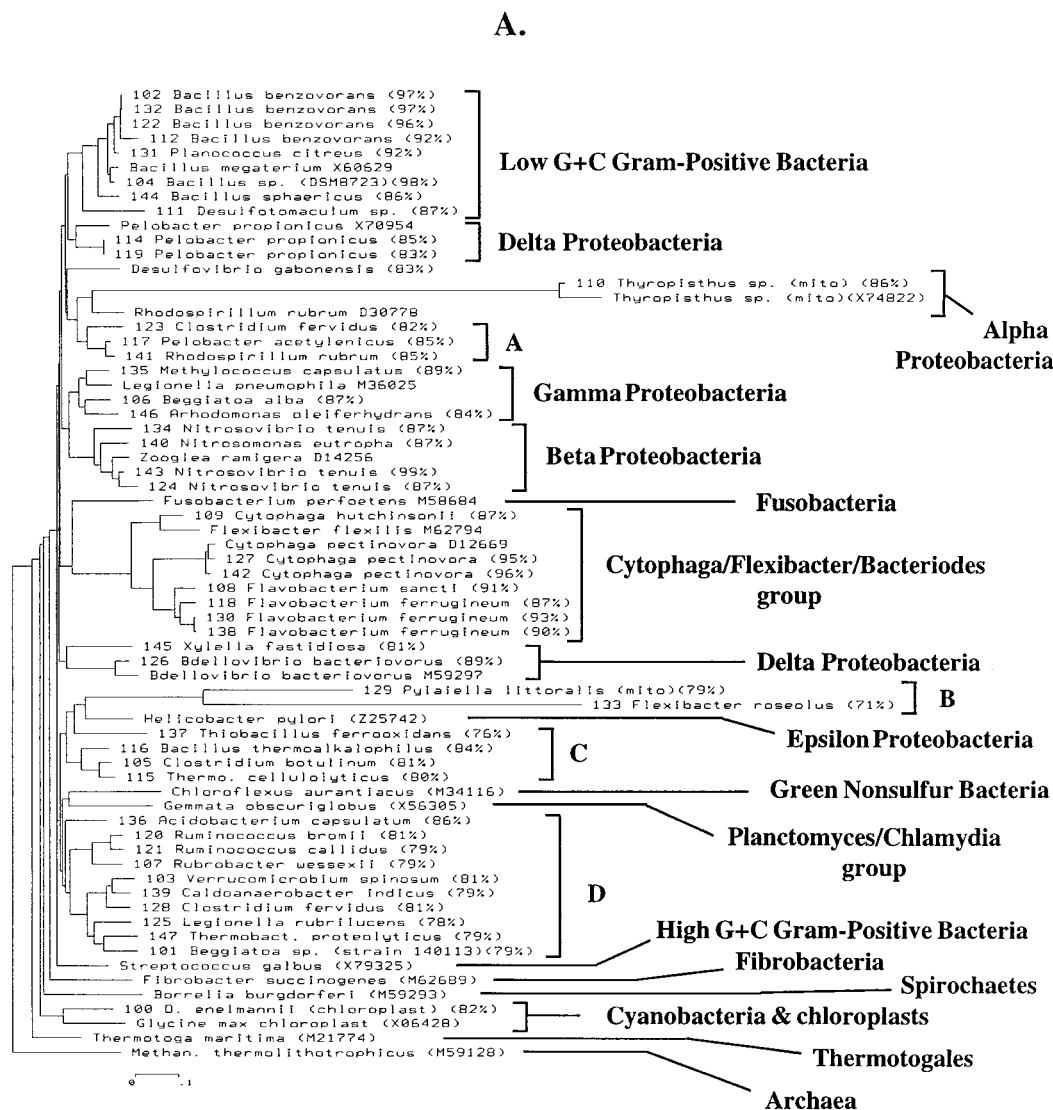 A.
102 Bacillus benzovorans (97%)
132 Bacillus benzovorans (97%)
122 Bacillus benzovorans (96%)
112 Bacillus benzovorans (92%)
131 Planococcus citreus (92%)
Bacillus megaterium X60629
104 Bacillus sp. (DSM8723)(98%)
144 Bacillus sphaericus (86%)
111 Desulfotomaculum sp. (87%)
Low G+C Gram-Positive Bacteria
Pelobacter propionicus X70954
114 Pelobacter propionicus (85%)
119 Pelobacter propionicus (83%)
Delta Proteobacteria
Desulfovibrio gabonensis (83%)
110 Thyropisthus sp. (mito) (86%)
Thyropisthus sp. (mito)(X74822)
Alpha
Proteobacteria
Rhodospirillum rubrum D30778
123 Clostridium fervidus (82%)
117 Pelobacter acetylenicus (85%)
141 Rhodospirillum rubrum (85%)
A
135 Methylococcus capsulatus (89%)
Legionella pneumophila M36025
106 Beggiatoa alba (87%)
146 Arhodomonas oleiferhydrans (84%)
Gamma Proteobacteria
134 Nitrosovibrio tenuis (87%)
140 Nitrosomonas eutropha (87%)
Zooglea ramigera D14256
143 Nitrosovibrio tenuis (99%)
124 Nitrosovibrio tenuis (87%)
Beta Proteobacteria
Fusobacterium perfoetens M58684
Fusobacteria
109 Cytophaga hutchinsonii (87%)
Flexibacter flexilis M62794
Cytophaga pectinovora D12669
127 Cytophaga pectinovora (95%)
142 Cytophaga pectinovora (96%)
108 Flavobacterium sancti (91%)
118 Flavobacterium ferrugineum (87%)
130 Flavobacterium ferrugineum (93%)
138 Flavobacterium ferrugineum (90%)
Cytophaga/Flexibacter/Bacteriodes
group
145 Xylella fastidiosa (81%)
126 Bdellovibrio bacteriovorus (89%)
Bdellovibrio bacteriovorus M59297
Delta Proteobacteria
129 Pylaiella littoralis (mito)(79%)
133 Flexibacter roseolus (71%)
B
Helicobacter pylori (Z25742)
Epsilon Proteobacteria
137 Thiobacillus ferrooxidans (76%)
116 Bacillus thermoalkalophilus (84%)
105 Clostridium botulinum (81%)
115 Thermo. cellulolyticus (80%)
C
Chloroflexus aurantiacus (M34116)
Green Nonsulfur Bacteria
Gemmata obscuriglobus (X56305)
Planctomyces/Chlamydia
group
136 Acidobacterium capsulatum (86%)
120 Ruminococcus bromii (81%)
121 Ruminococcus callidus (79%)
107 Rubrobacter wessexii (79%)
103 Verrucomicrobium spinosum (81%)
139 Caldoanaerobacter indicus (79%)
128 Clostridium fervidus (81%)
125 Legionella rubrilucens (78%)
147 Thermobact. proteolyticus (79%)
101 Beggiatoa sp. (strain 140113)(79%)
D
Streptococcus galbus (X79325)
High G+C Gram-Positive Bacteria
Fibrobacter succinogenes (M62689)
Fibrobacteria
Borrelia burgdorferi (M59293)
Spirochaetes
100 D. enelmannii (chloroplast) (82%)
Glycine max chloroplast (X06428)
Cyanobacteria & chloroplasts
Thermotoga maritima (M21774)
Thermotogales
Methan. thermolithotrophicus (M59128)
Archaea
0 .1